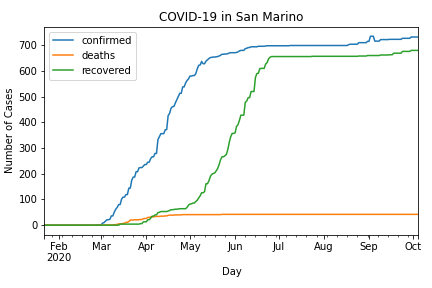 COVID-19 in San Marino
confirmed
deaths
recovered
Number of Cases
700
600
500
400
300
200
100
0
Feb Mar Apr May Jun Jul Aug Sep Oct
2020
Day